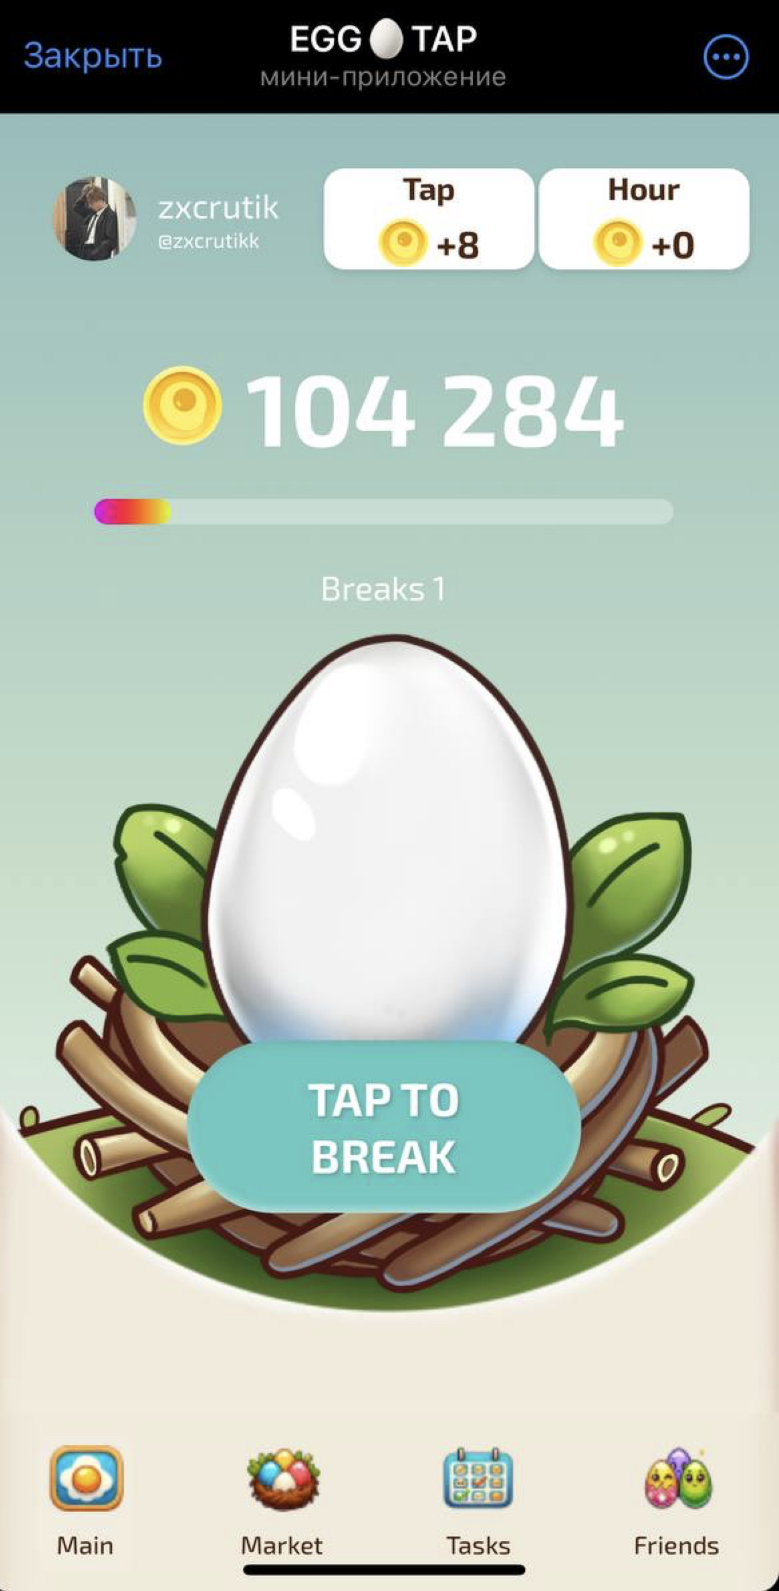 Закрыть
EGG🥚TAP
мини-приложение
zxcrutik
@zxcrutikk
Tap
+8
Hour
+0
104 284
Breaks 1
TAP TO
BREAK
Main
Market
Tasks
Friends